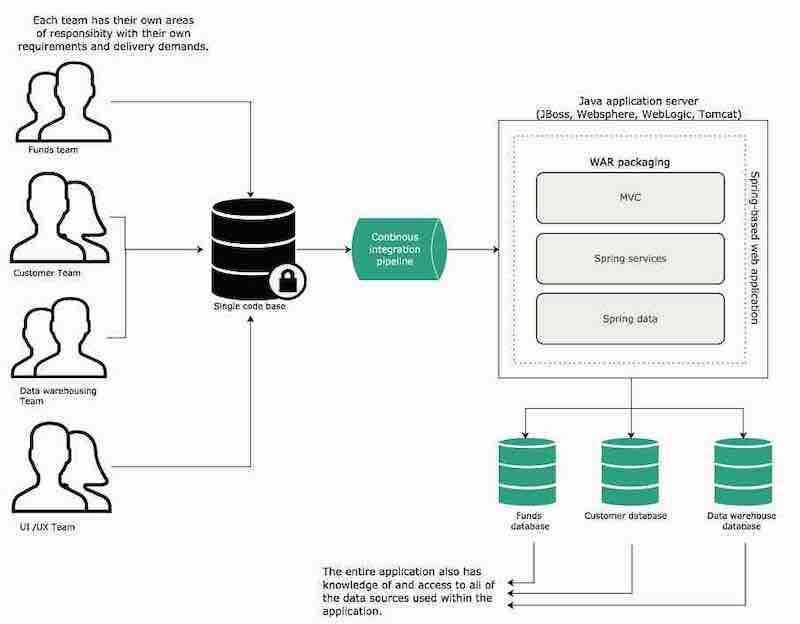 Each team has their own areas
of responsibity with their own
requirements and delivery demands.
Funds team
Customer Team
Data warehousing
Team
UI /UX Team
Single code base
Continous
integration
pipeline
Java application server
(JBoss, Websphere, WebLogic, Tomcat)
WAR packaging
MVC
Spring services
Spring data
Spring-based web application
Funds
database
Customer database
Data warehouse
database
The entire application also has
knowledge of and access to all of
the data sources used within the
application.